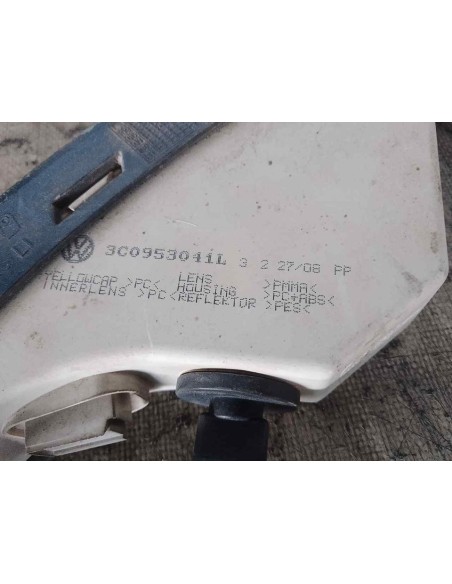 3C0953041L 3 2 27/08 PP
YELLOWCAP >PC< LENS >PMMA<
INNERLENS >PC< HOUSING >PC+ABS<
REFLEKTOR >PES<